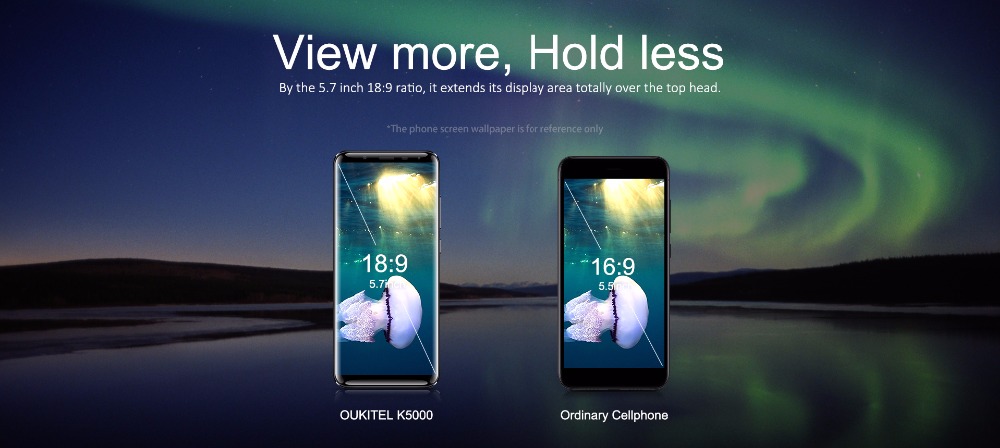 View more, Hold less
By the 5.7 inch 18:9 ratio, it extends its display area totally over the top head.
*The phone screen wallpaper is for reference only
18:9
5.7
16:9
5.5
OUKITEL K5000
Ordinary Cellphone